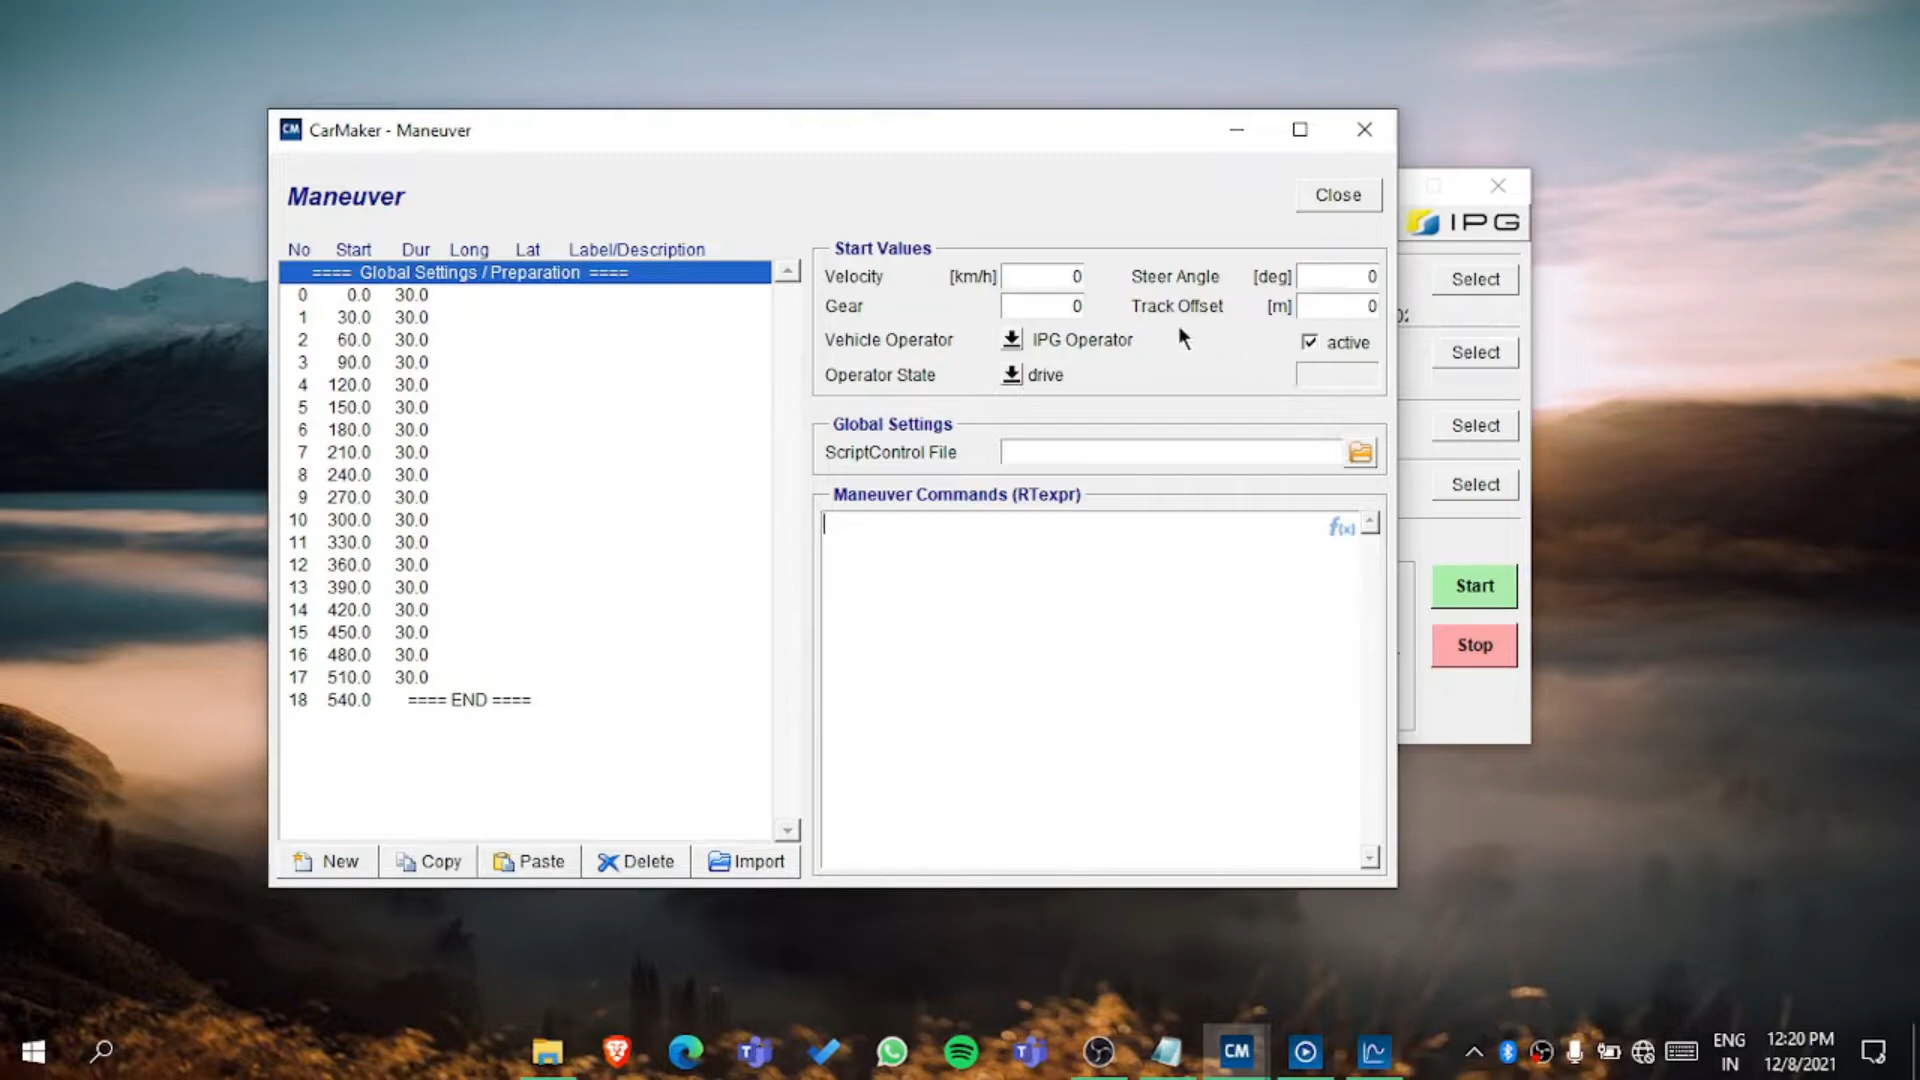 CM CarMaker - Maneuver
Maneuver
Close
IPG
No Start Dur Long Lat Label/Description
==== Global Settings / Preparation ====
0 0.0 30.0
1 30.0 30.0
2 60.0 30.0
3 90.0 30.0
4 120.0 30.0
5 150.0 30.0
6 180.0 30.0
7 210.0 30.0
8 240.0 30.0
9 270.0 30.0
10 300.0 30.0
11 330.0 30.0
12 360.0 30.0
13 390.0 30.0
14 420.0 30.0
15 450.0 30.0
16 480.0 30.0
17 510.0 30.0
18 540.0 ==== END ====
New Copy Paste Delete Import
Start Values
Velocity [km/h] 0 Steer Angle [deg] 0
Gear 0 Track Offset [m] 0
Vehicle Operator IPG Operator active
Operator State drive
Global Settings
ScriptControl File
Maneuver Commands (RTexpr)
f(x)
Select
Select
Select
Select
Start
Stop
CM
ENG
IN
12:20 PM
12/8/2021